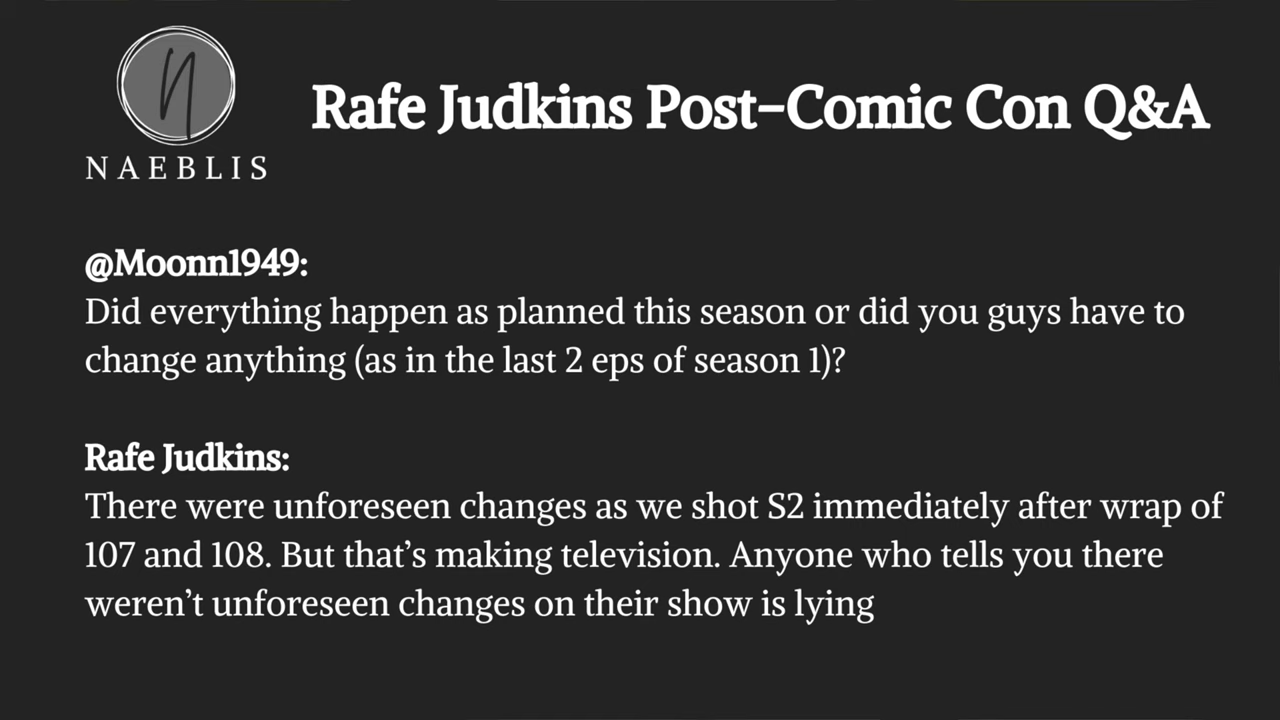 n
NAEBLIS
Rafe Judkins Post-Comic Con Q&A
@Moonn1949:
Did everything happen as planned this season or did you guys have to
change anything (as in the last 2 eps of season 1)?
Rafe Judkins:
There were unforeseen changes as we shot S2 immediately after wrap of
107 and 108. But that's making television. Anyone who tells you there
weren't unforeseen changes on their show is lying